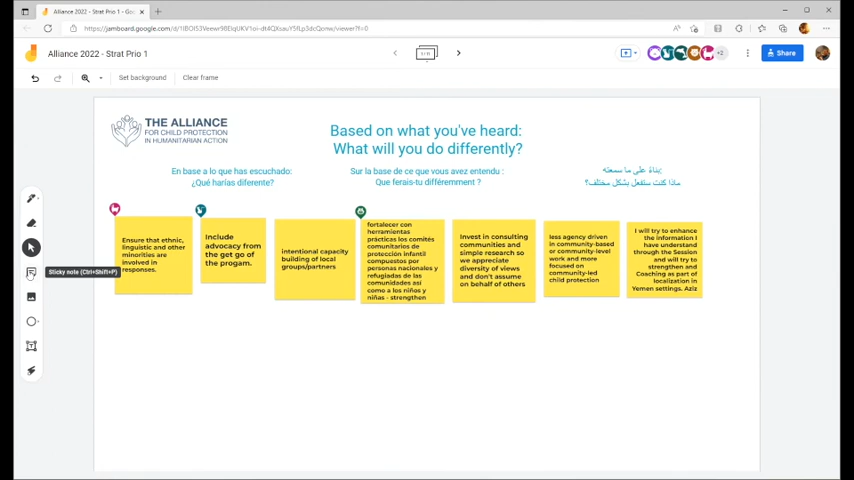 Alliance 2022 - Strat Prio 1 - Goo
https://jamboard.google.com/d/
/viewer?f=0
Alliance 2022 - Strat Prio 1
+2
Share
Set background
Clear frame
THE ALLIANCE
FOR CHILD PROTECTION
IN HUMANITARIAN ACTION
Based on what you've heard:
What will you do differently?
En base a lo que has escuchado:
¿Qué harías diferente?
Sur la base de ce que vous avez entendu :
Que ferais-tu différemment ?
بناءً على ما سمعته:
ماذا كنت ستفعل بشكل مختلف؟
Sticky note (Ctrl+Shift+P)
Ensure that ethnic,
linguistic and other
minorities are
involved in
responses.
Include
advocacy from
the get go of
the progam.
intentional capacity
building of local
groups/partners
fortalecer con
herramientas
prácticas los comités
comunitarios de
protección infantil
compuestos por
personas nacionales y
refugiadas de las
comunidades asi
como a los niños y
niñas - strengthen
Invest in consulting
communities and
simple research so
we appreciate
diversity of views
and don't assume
on behalf of others
less agency driven
in community-based
or community-level
work and more
focused on
community-led
child protection
I will try to enhance
the information I
have understand
through the Session
and will try to
strengthen and
Coaching as part of
localization in
Yemen settings. Aziz